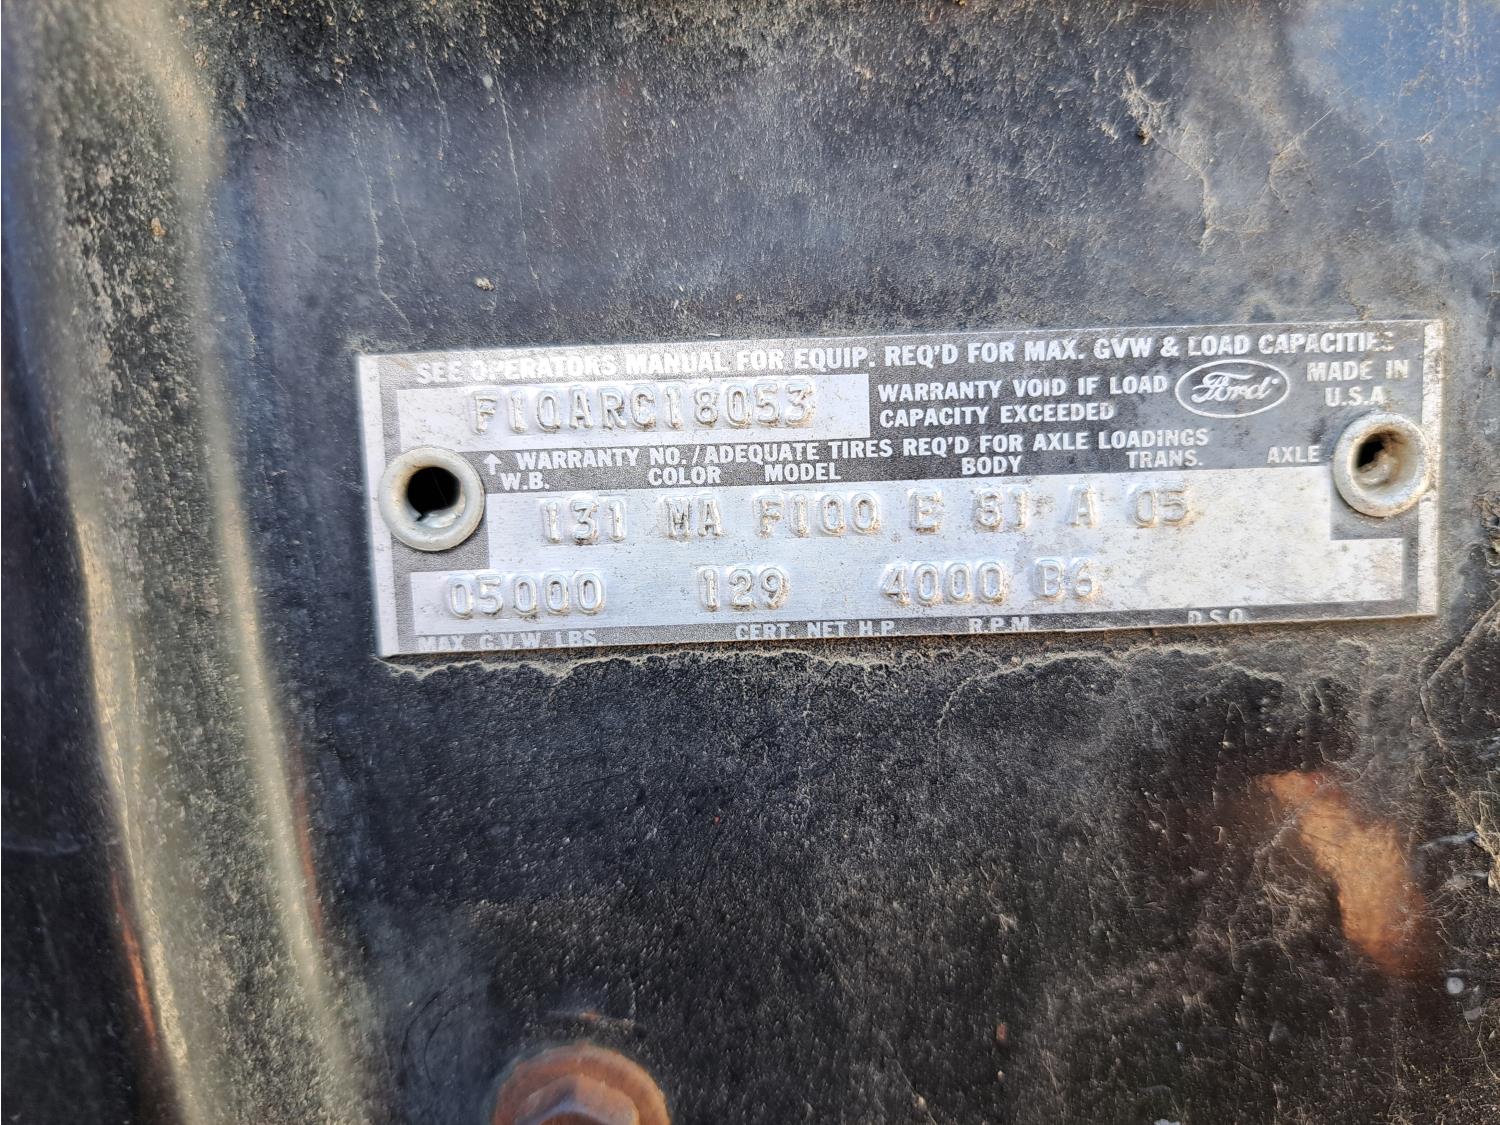 SEE OPERATORS MANUAL FOR EQUIP. REQ'D FOR MAX. GVW & LOAD CAPACITIES
F10ARC18053
WARRANTY VOID IF LOAD
CAPACITY EXCEEDED
Ford
MADE IN
U.S.A
↑ WARRANTY NO./ADEQUATE TIRES REQ'D FOR AXLE LOADINGS
W.B. COLOR MODEL BODY TRANS. AXLE
131 MA F100 E 81 A 05
05000 129 4000 B6
MAX. G.V.W. LBS. CERT. NET H.P. R.P.M. D.S.O.